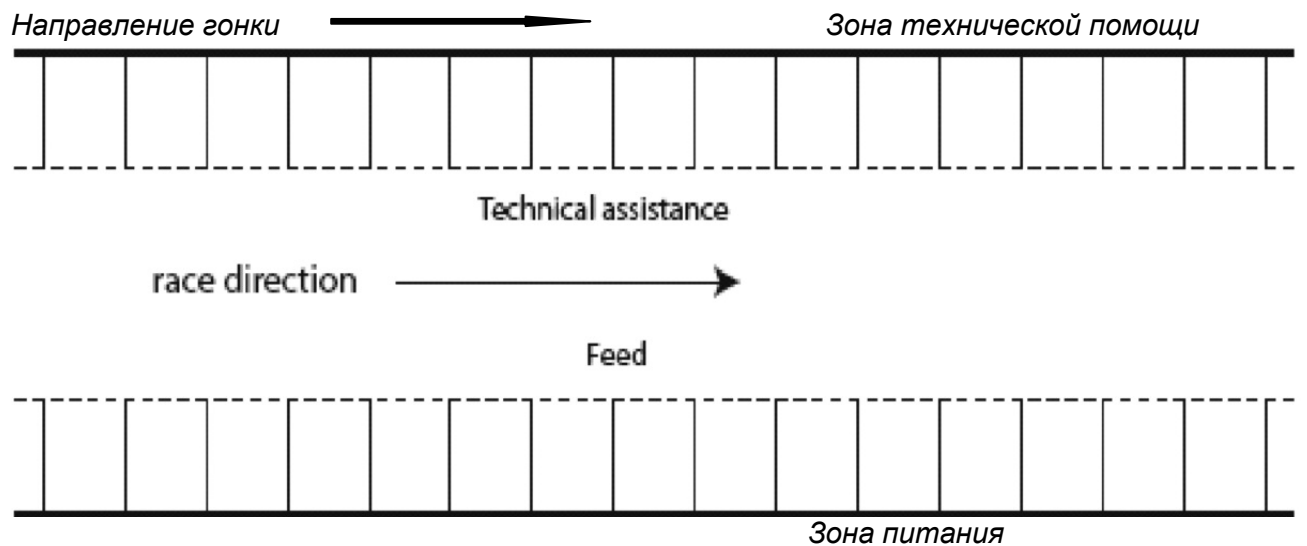 Направление гонки
Зона технической помощи
Technical assistance
race direction
Feed
Зона питания